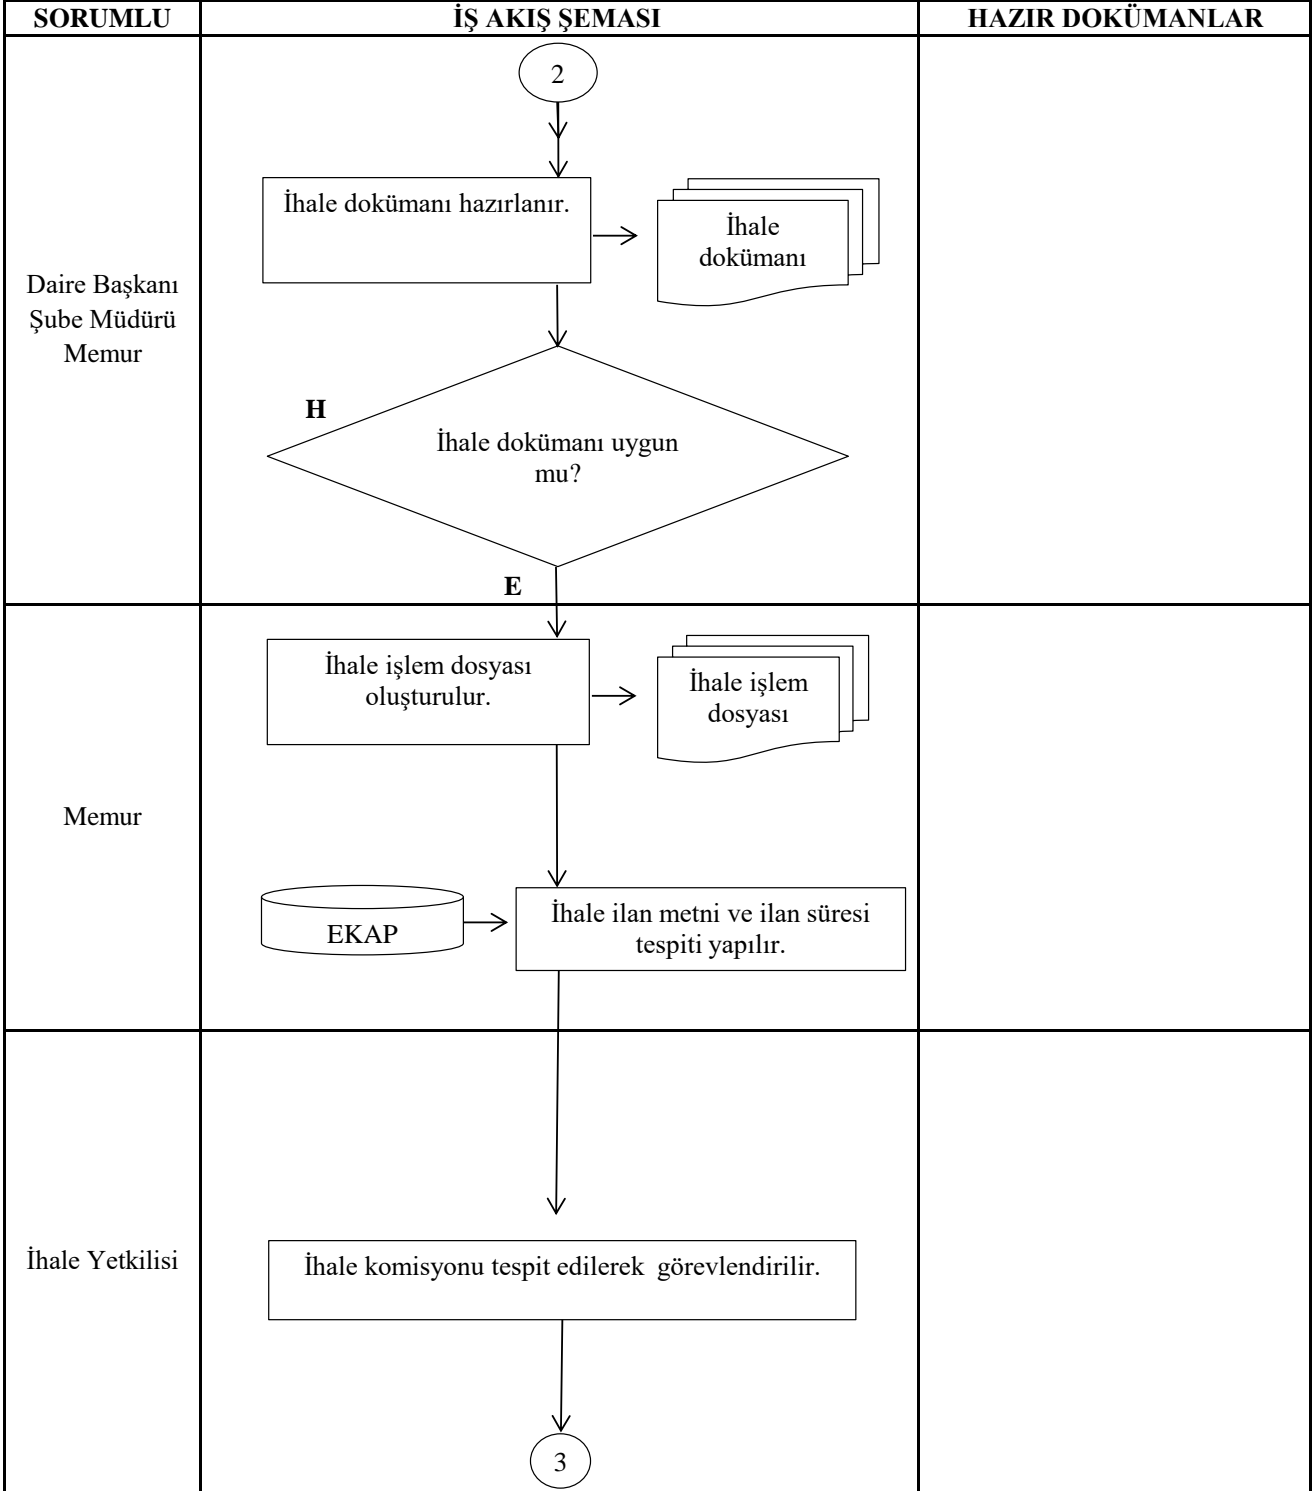 SORUMLU
İŞ AKIŞ ŞEMASI
HAZIR DOKÜMANLAR
2
İhale dokümanı hazırlanır.
İhale
dokümanı
Daire Başkanı
Şube Müdürü
Memur
H
İhale dokümanı uygun
mu?
E
İhale işlem dosyası
oluşturulur.
İhale işlem
dosyası
Memur
EKAP
İhale ilan metni ve ilan süresi
tespiti yapılır.
İhale Yetkilisi
İhale komisyonu tespit edilerek  görevlendirilir.
3